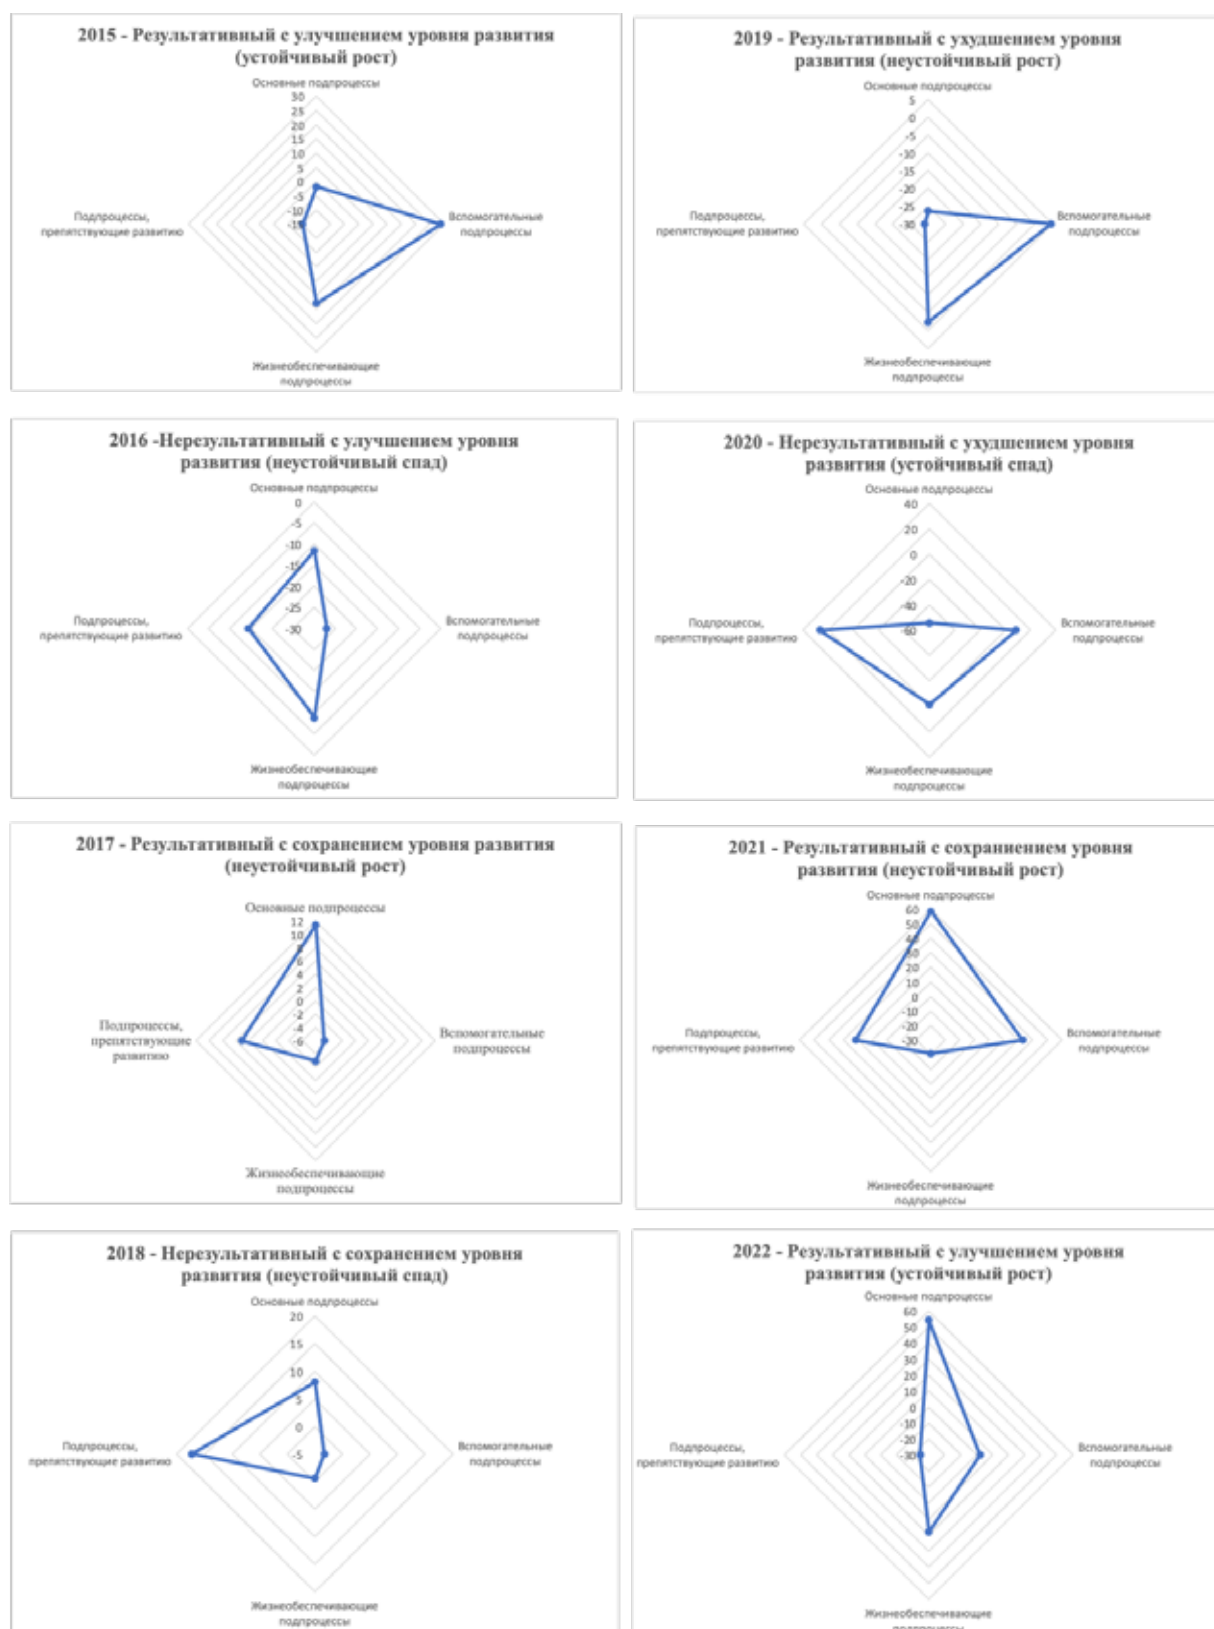 2015 - Результативный с улучшением уровня развития
(устойчивый рост)
Основные подпроцессы
30
25
20
15
10
5
0
-5
-10
-15
Подпроцессы,
препятствующие развитию
Вспомогательные
подпроцессы
Жизнеобеспечивающие
подпроцессы
2019 - Результативный с ухудшением уровня
развития (неустойчивый рост)
Основные подпроцессы
5
0
-5
-10
-15
-20
-25
-30
Подпроцессы,
препятствующие развитию
Вспомогательные
подпроцессы
Жизнеобеспечивающие
подпроцессы
2016 -Нерезультативный с улучшением уровня
развития (неустойчивый спад)
Основные подпроцессы
0
-5
-10
-15
-20
-25
-30
Подпроцессы,
препятствующие развитию
Вспомогательные
подпроцессы
Жизнеобеспечивающие
подпроцессы
2020 - Нерезультативный с ухудшением уровня
развития (устойчивый спад)
Основные подпроцессы
40
20
0
-20
-40
-60
Подпроцессы,
препятствующие развитию
Вспомогательные
подпроцессы
Жизнеобеспечивающие
подпроцессы
2017 - Результативный с сохранением уровня развития
(неустойчивый рост)
Основные подпроцессы
12
10
8
6
4
2
0
-2
-4
-6
Подпроцессы,
препятствующие
развитию
Вспомогательные
подпроцессы
Жизнеобеспечивающие
подпроцессы
2021 - Результативный с сохраниением уровня
развития (неустойчивый рост)
Основные подпроцессы
60
50
40
30
20
10
0
-10
-20
-30
Подпроцессы,
препятствующие развитию
Вспомогательные
подпроцессы
Жизнеобеспечивающие
подпроцессы
2018 - Нерезультативный с сохранением уровня
развития (неустойчивый спад)
Основные подпроцессы
20
15
10
5
0
-5
Подпроцессы,
препятствующие развитию
Вспомогательные
подпроцессы
Жизнеобеспечивающие
подпроцессы
2022 - Результативный с улучшением уровня
развития (устойчивый рост)
Основные подпроцессы
60
50
40
30
20
10
0
-10
-20
-30
Подпроцессы,
препятствующие развитию
Вспомогательные
подпроцессы
Жизнеобеспечивающие